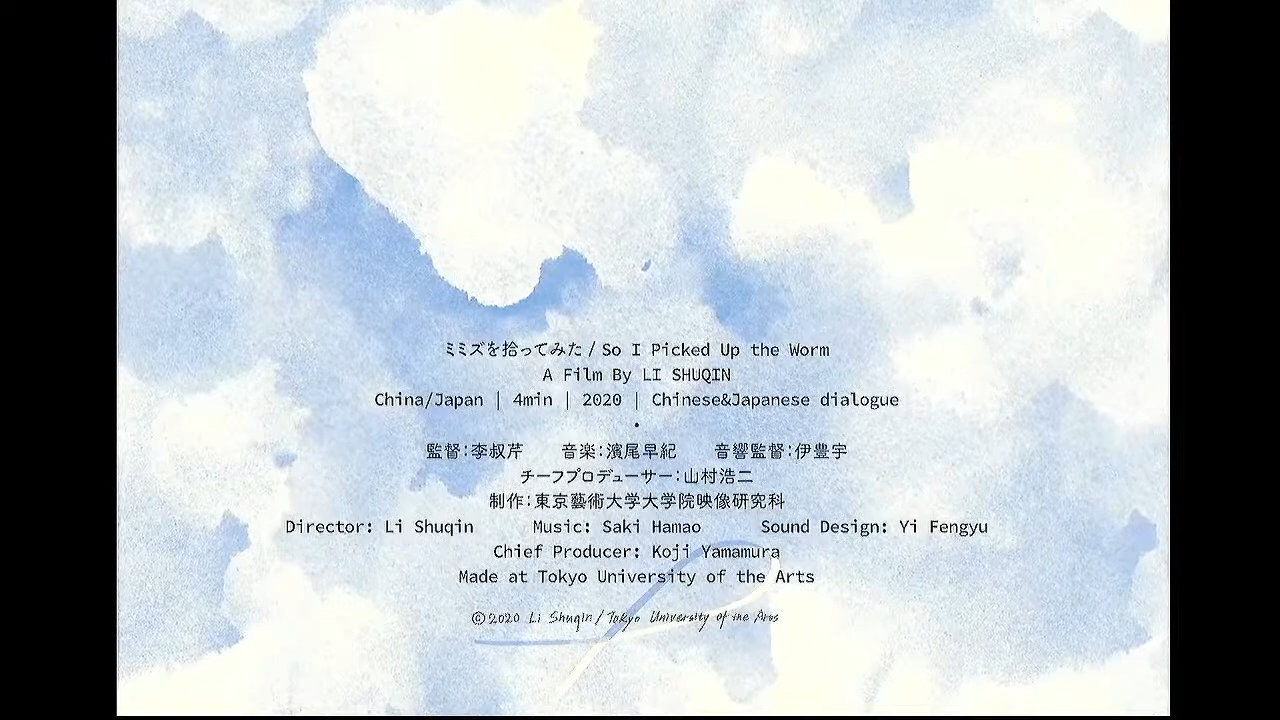 ミミズを拾ってみた / So I Picked Up the Worm
A Film By LI SHUQIN
China/Japan | 4min | 2020 | Chinese&Japanese dialogue
•
監督:李叔芹 音楽:濱尾早紀 音響監督:伊豊宇
チーフプロデューサー:山村浩二
制作:東京藝術大学大学院映像研究科
Director: Li Shuqin Music: Saki Hamao Sound Design: Yi Fengyu
Chief Producer: Koji Yamamura
Made at Tokyo University of the Arts
©2020 Li Shuqin/Tokyo University of the Arts